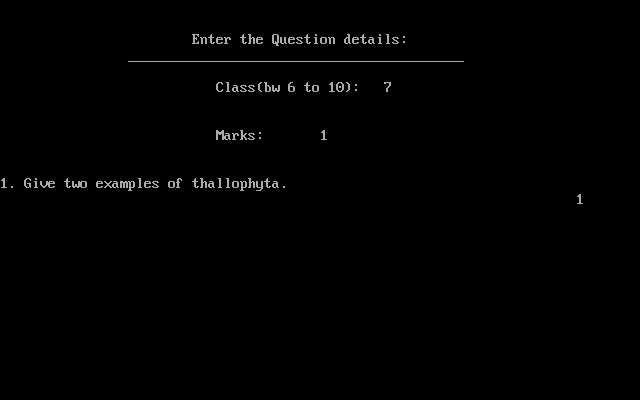 Enter the Question details:
Class(bw 6 to 10): 7
Marks: 1
1. Give two examples of thallophyta.
1